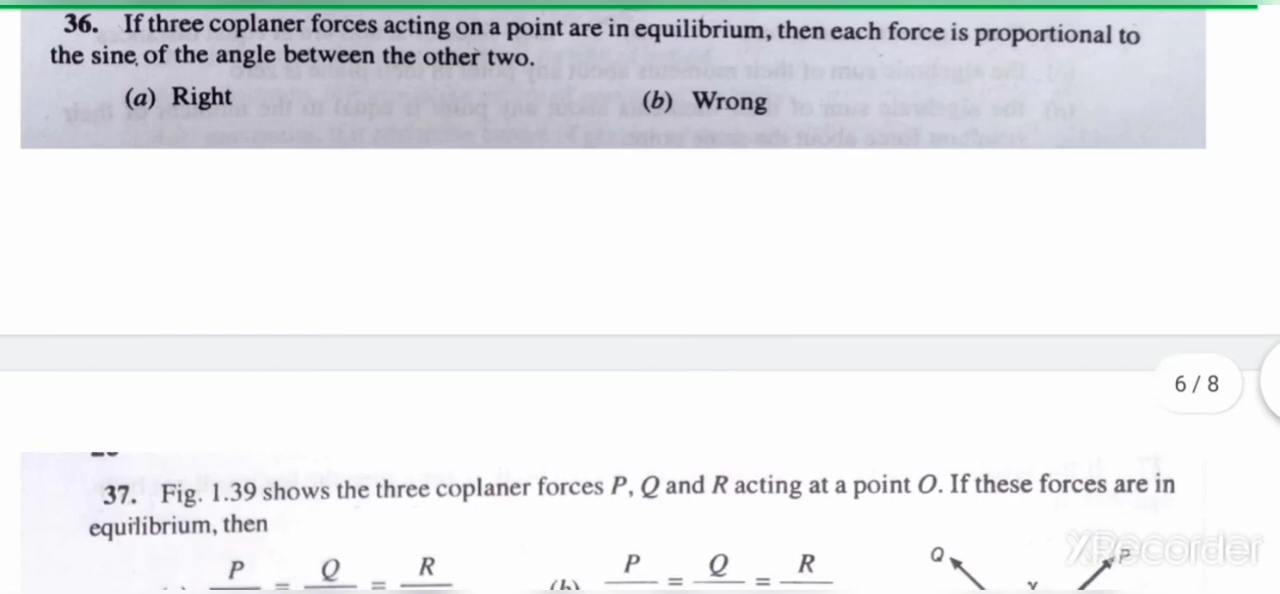 36. If three coplaner forces acting on a point are in equilibrium, then each force is proportional to
the sine of the angle between the other two.
(a) Right (b) Wrong
6 / 8
37. Fig. 1.39 shows the three coplaner forces P, Q and R acting at a point O. If these forces are in
equilibrium, then
P = Q = R (b) P = Q = R
Q P
XRecorder